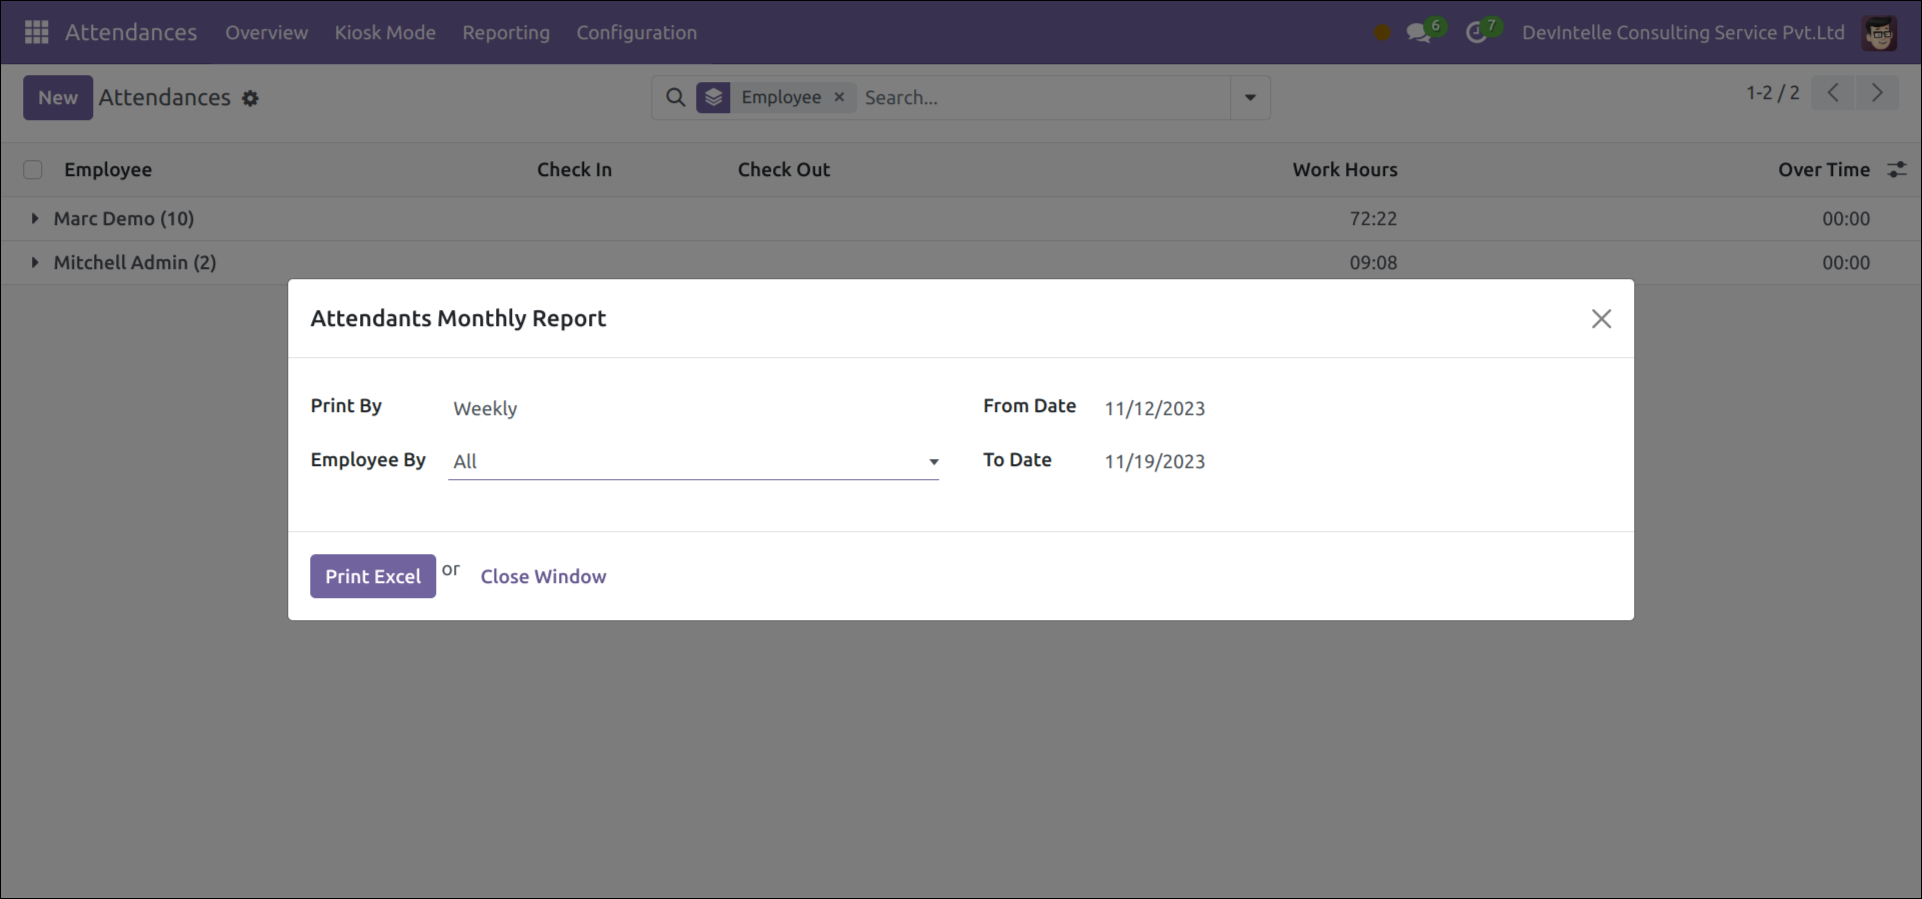 Attendances Overview Kiosk Mode Reporting Configuration 6 7 DevIntelle Consulting Service Pvt.Ltd
New Attendances Employee × Search... 1-2 / 2
Employee Check In Check Out Work Hours Over Time
Marc Demo (10) 72:22 00:00
Mitchell Admin (2) 09:08 00:00
Attendants Monthly Report
Print By Weekly From Date 11/12/2023
Employee By All To Date 11/19/2023
Print Excel or Close Window